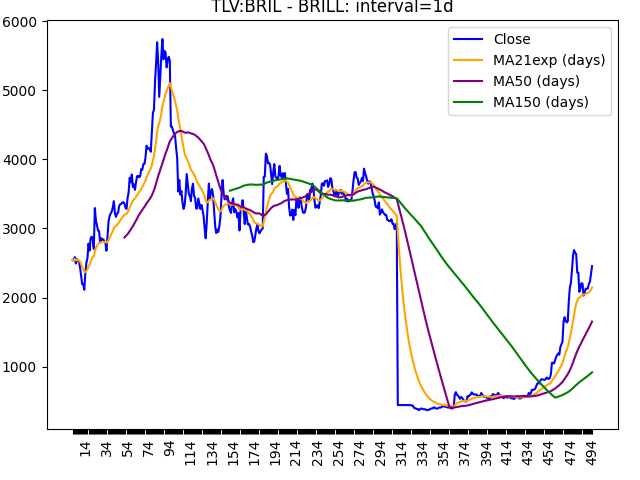 TLV:BRIL - BRILL: interval=1d
6000
5000
4000
3000
2000
1000
Close
MA21exp (days)
MA50 (days)
MA150 (days)
14 34 54 74 94 114 134 154 174 194 214 234 254 274 294 314 334 354 374 394 414 434 454 474 494